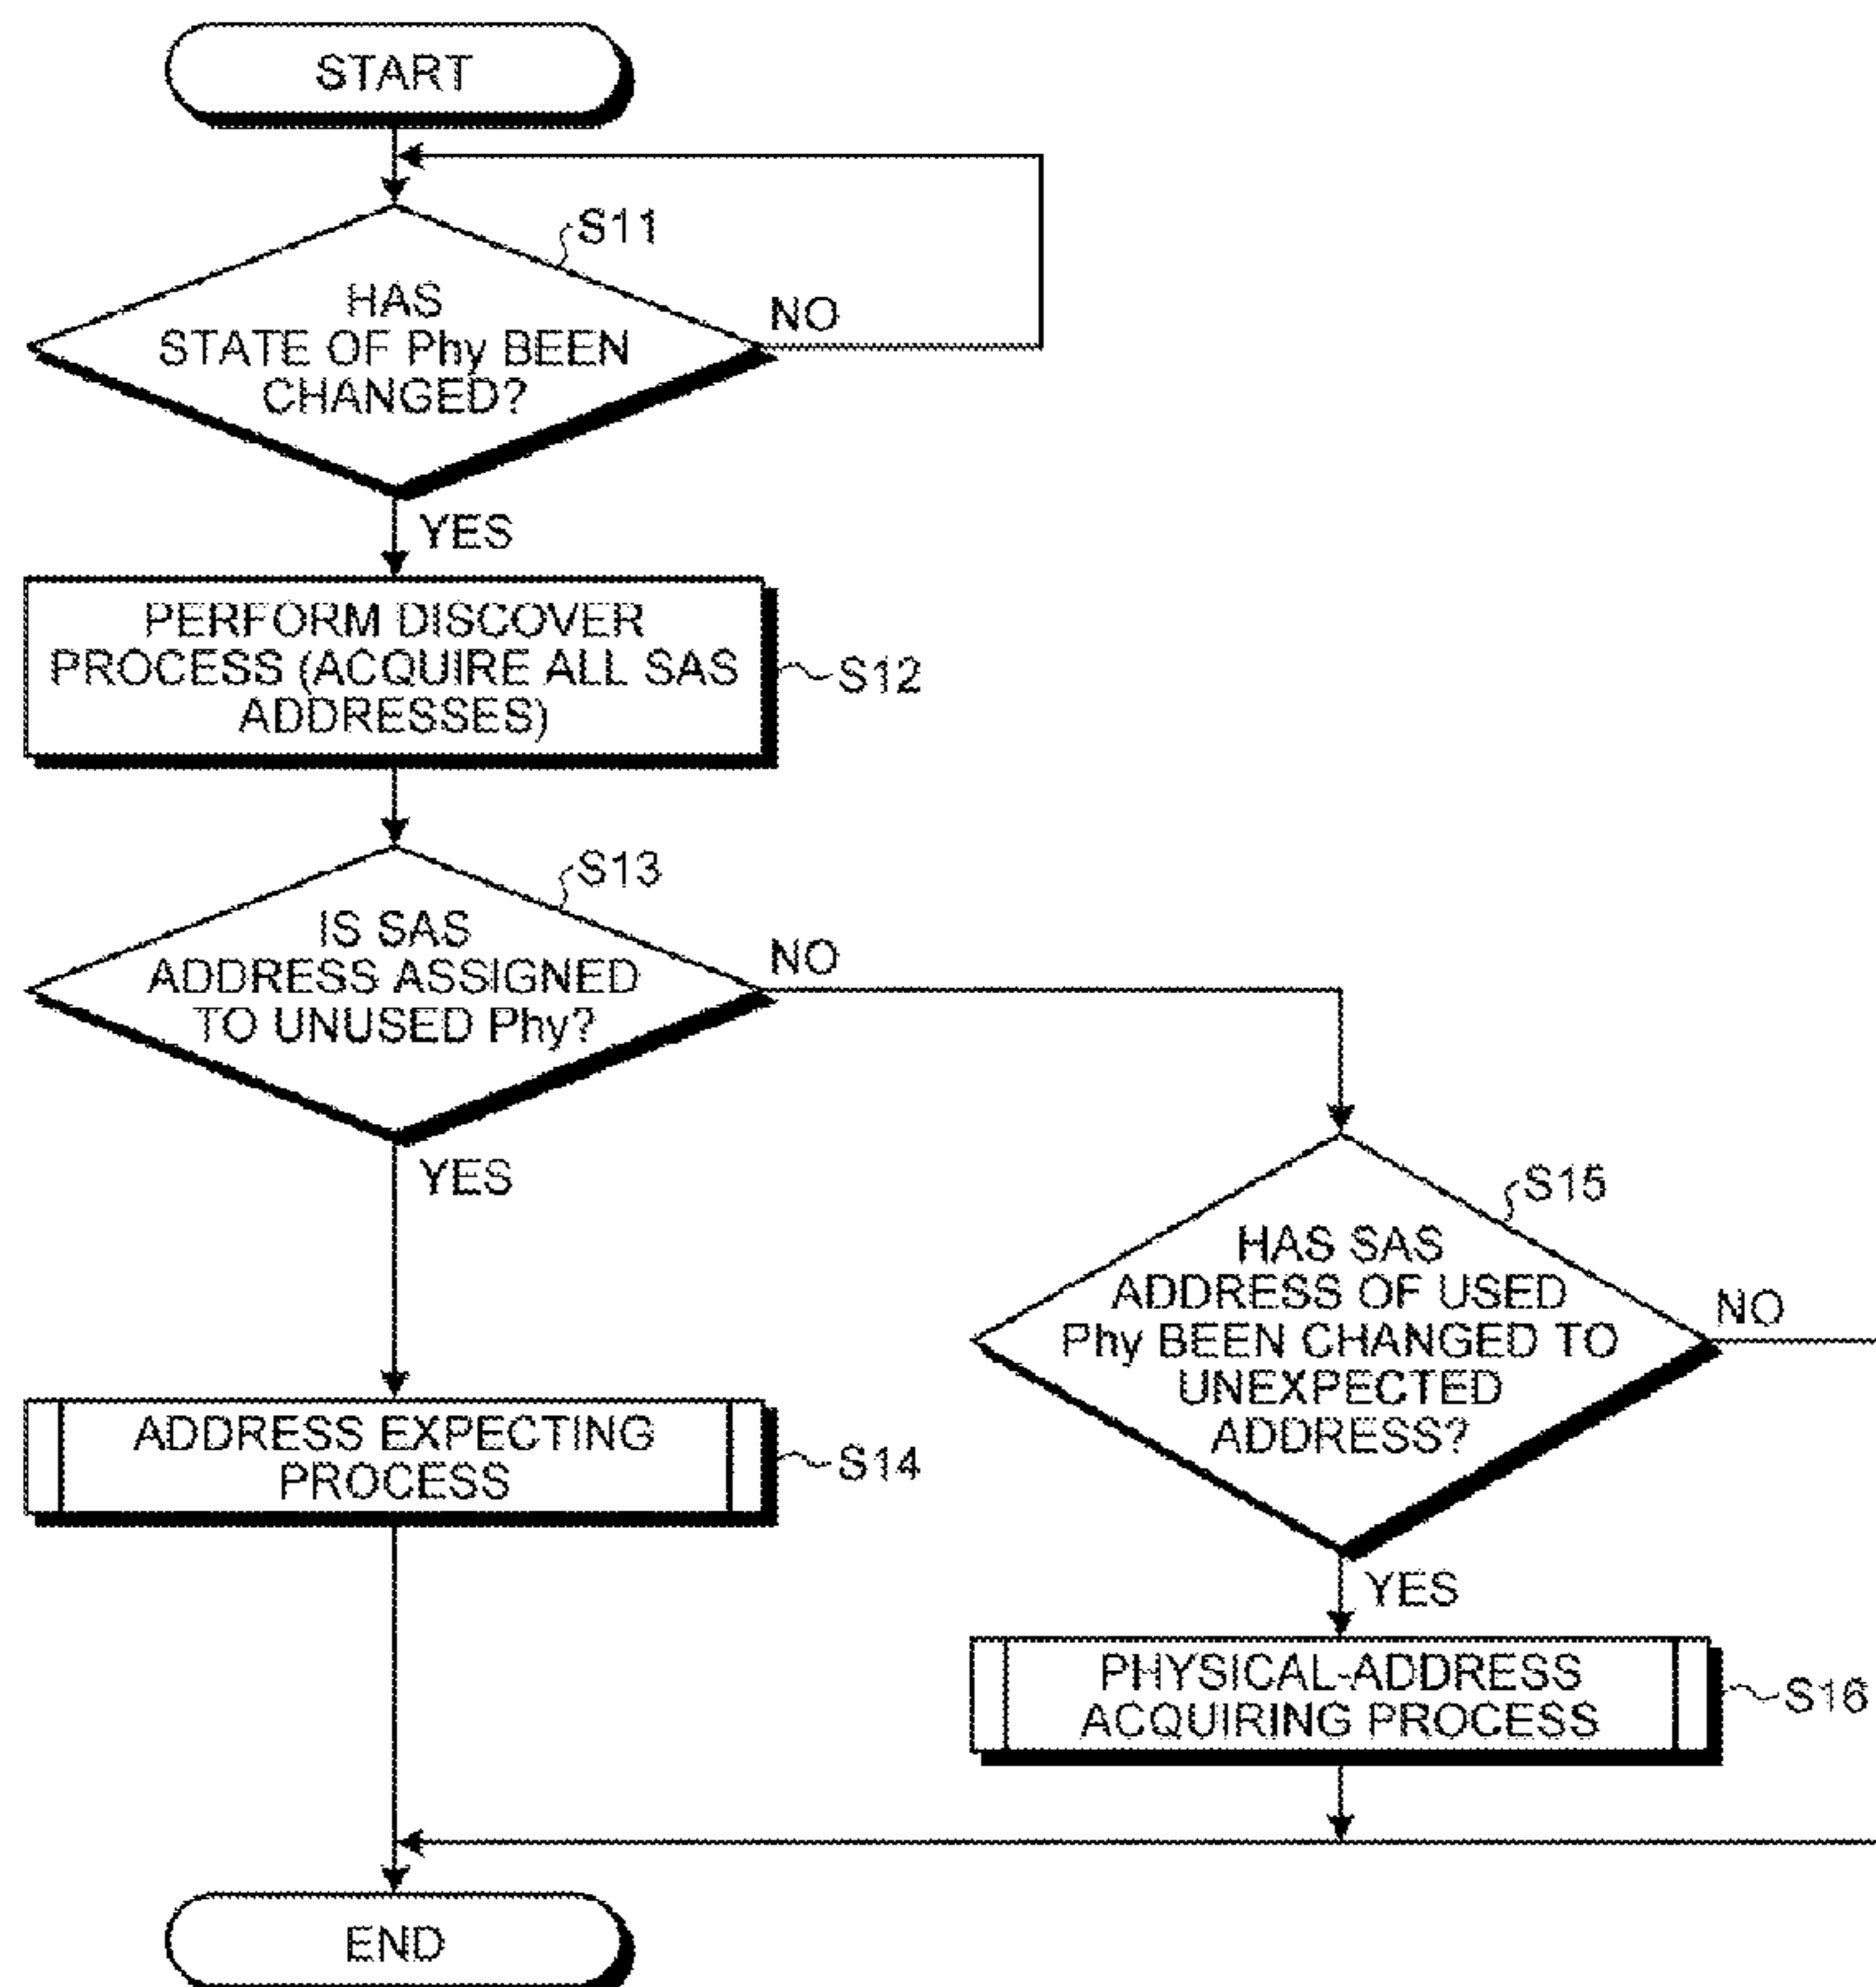 START
S11
HAS
STATE OF Phy BEEN
CHANGED?
NO
YES
PERFORM DISCOVER
PROCESS (ACQUIRE ALL SAS
ADDRESSES)
S12
S13
IS SAS
ADDRESS ASSIGNED
TO UNUSED Phy?
NO
YES
S15
HAS SAS
ADDRESS OF USED
Phy BEEN CHANGED TO
UNEXPECTED
ADDRESS?
NO
ADDRESS EXPECTING
PROCESS
S14
YES
PHYSICAL-ADDRESS
ACQUIRING PROCESS
S16
END